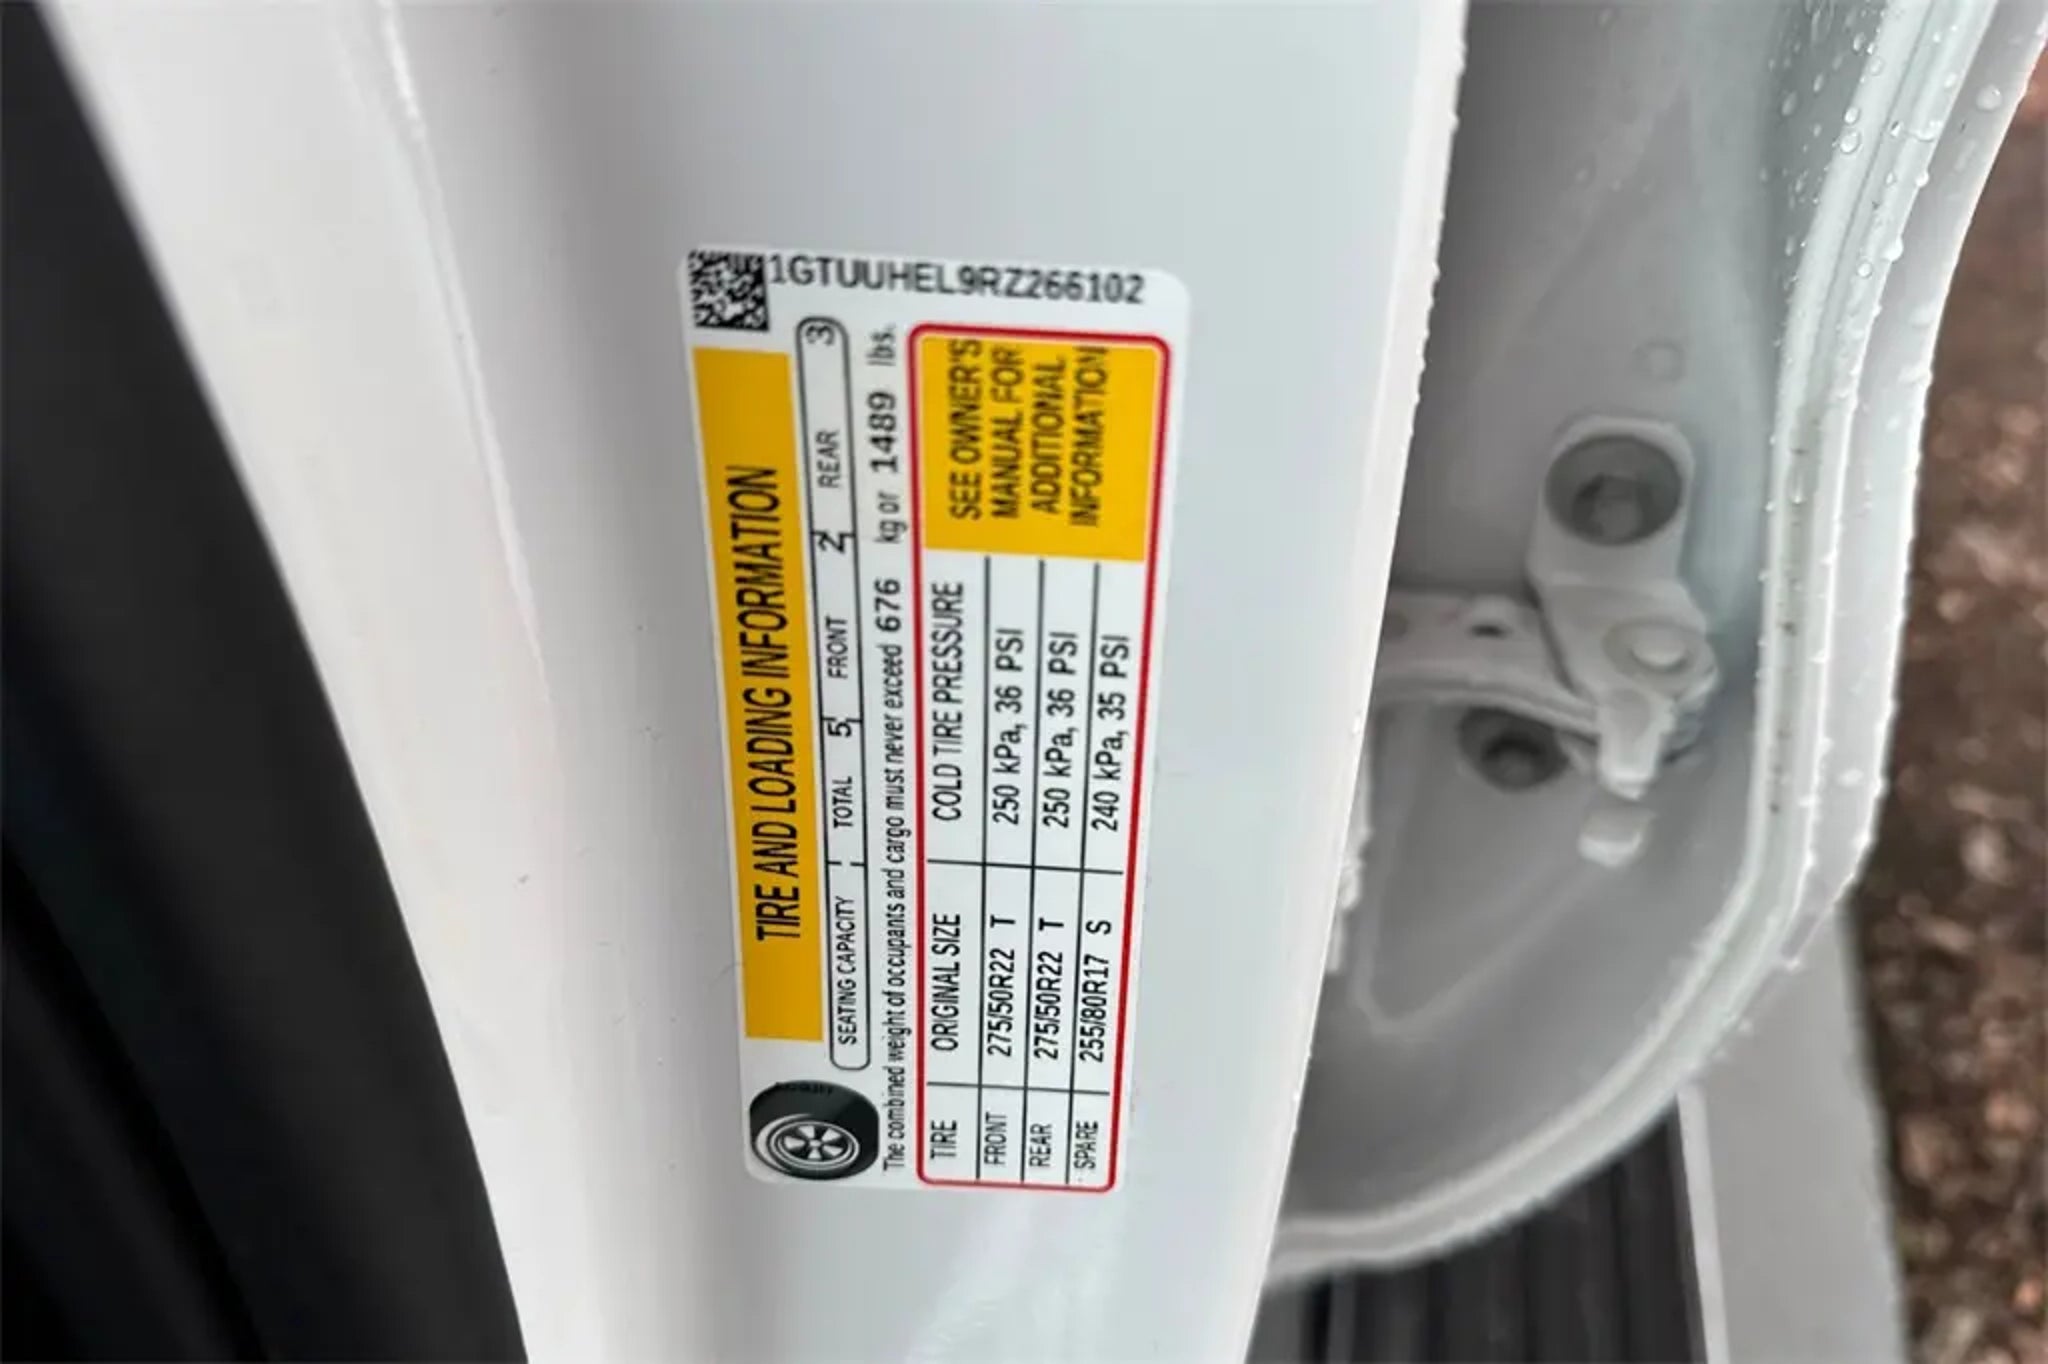 1GTUUHEL9RZ266102
TIRE AND LOADING INFORMATION
SEATING CAPACITY TOTAL 5 FRONT 2 REAR 3
The combined weight of occupants and cargo must never exceed 676 kg or 1489 lbs.
TIRE ORIGINAL SIZE COLD TIRE PRESSURE
FRONT 275/50R22 T 250 kPa, 36 PSI
REAR 275/50R22 T 250 kPa, 36 PSI
SPARE 255/80R17 S 240 kPa, 35 PSI
SEE OWNER'S
MANUAL FOR
ADDITIONAL
INFORMATION